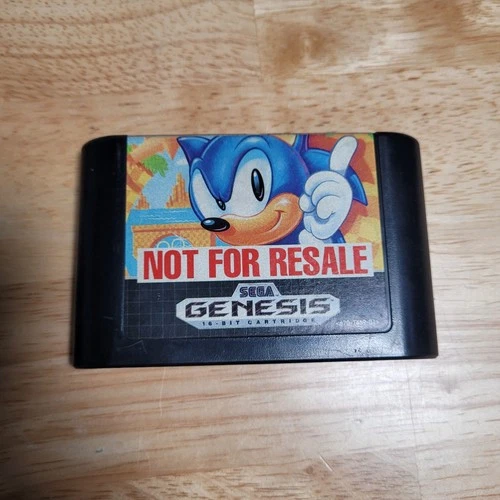 NOT FOR RESALE
SEGA
GENESIS
16-BIT CARTRIDGE